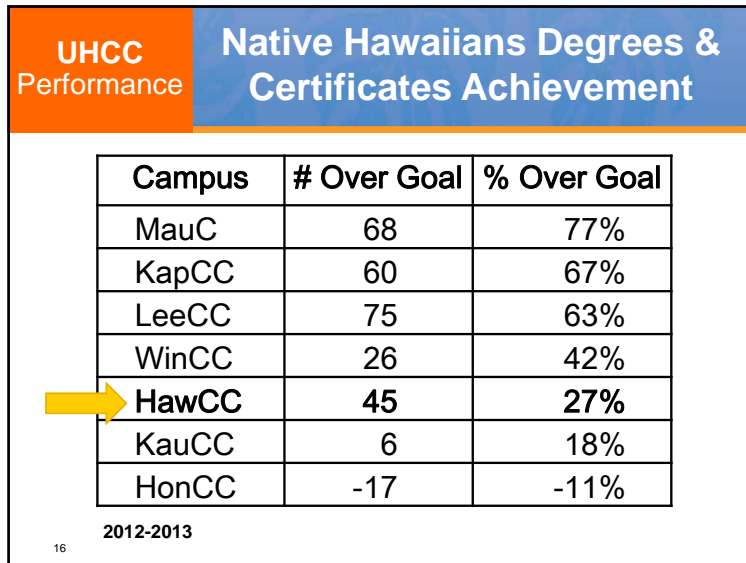 UHCC
Performance
Native Hawaiians Degrees &
Certificates Achievement
Campus # Over Goal % Over Goal
MauC 68 77%
KapCC 60 67%
LeeCC 75 63%
WinCC 26 42%
HawCC 45 27%
KauCC 6 18%
HonCC -17 -11%
2012-2013
16